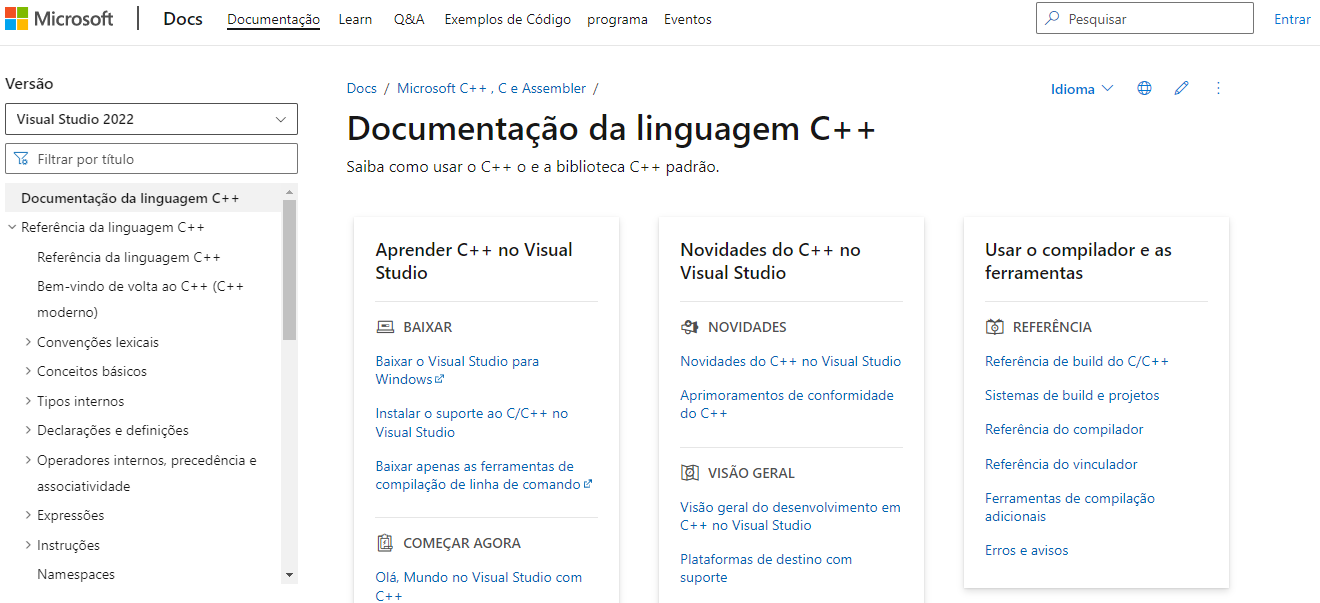 Microsoft
Docs
Documentação
Learn
Q&A
Exemplos de Código
programa
Eventos
Pesquisar
Entrar
Versão
Visual Studio 2022
Filtrar por título
Documentação da linguagem C++
Referência da linguagem C++
Referência da linguagem C++
Bem-vindo de volta ao C++ (C++
moderno)
Convenções lexicais
Conceitos básicos
Tipos internos
Declarações e definições
Operadores internos, precedência e
associatividade
Expressões
Instruções
Namespaces
Docs / Microsoft C++ , C e Assembler /
Idioma
Documentação da linguagem C++
Saiba como usar o C++ o e a biblioteca C++ padrão.
Aprender C++ no Visual
Studio
BAIXAR
Baixar o Visual Studio para
Windows
Instalar o suporte ao C/C++ no
Visual Studio
Baixar apenas as ferramentas de
compilação de linha de comando
COMEÇAR AGORA
Olá, Mundo no Visual Studio com
C++
Novidades do C++ no
Visual Studio
NOVIDADES
Novidades do C++ no Visual Studio
Aprimoramentos de conformidade
do C++
VISÃO GERAL
Visão geral do desenvolvimento em
C++ no Visual Studio
Plataformas de destino com
suporte
Usar o compilador e as
ferramentas
REFERÊNCIA
Referência de build do C/C++
Sistemas de build e projetos
Referência do compilador
Referência do vinculador
Ferramentas de compilação
adicionais
Erros e avisos